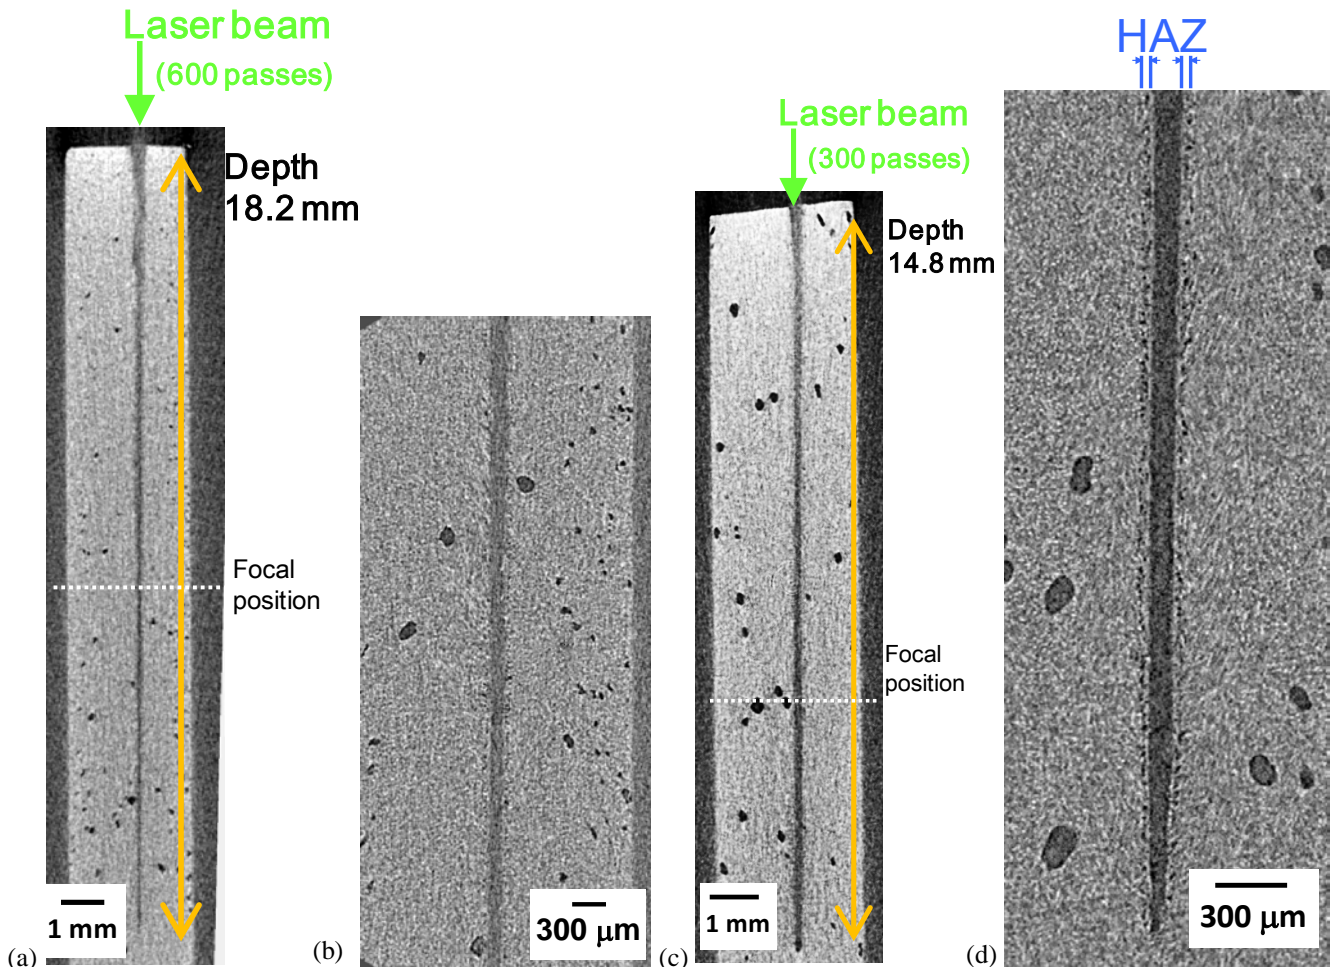 Laser beam
(600 passes)
Depth
18.2 mm
Focal
position
1 mm
(a)
300 μm
(b)
Laser beam
(300 passes)
Depth
14.8 mm
Focal
position
1 mm
(c)
HAZ
300 μm
(d)